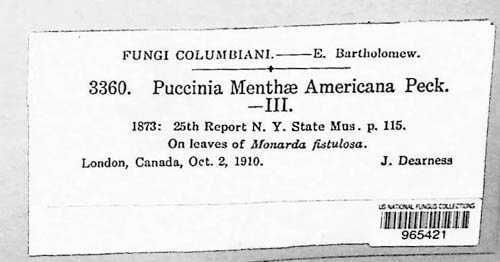 FUNGI COLUMBIANI.—E. Bartholomew.
3360. Puccinia Menthæ Americana Peck.
—III.
1873: 25th Report N. Y. State Mus. p. 115.
On leaves of Monarda fistulosa.
London, Canada, Oct. 2, 1910. J. Dearness
US NATIONAL FUNGUS COLLECTIONS
965421